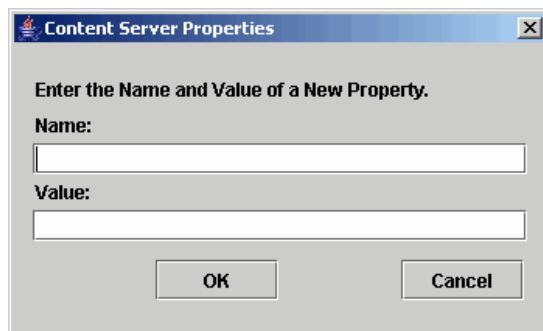 Content Server Properties
Enter the Name and Value of a New Property.
Name:
Value:
OK Cancel